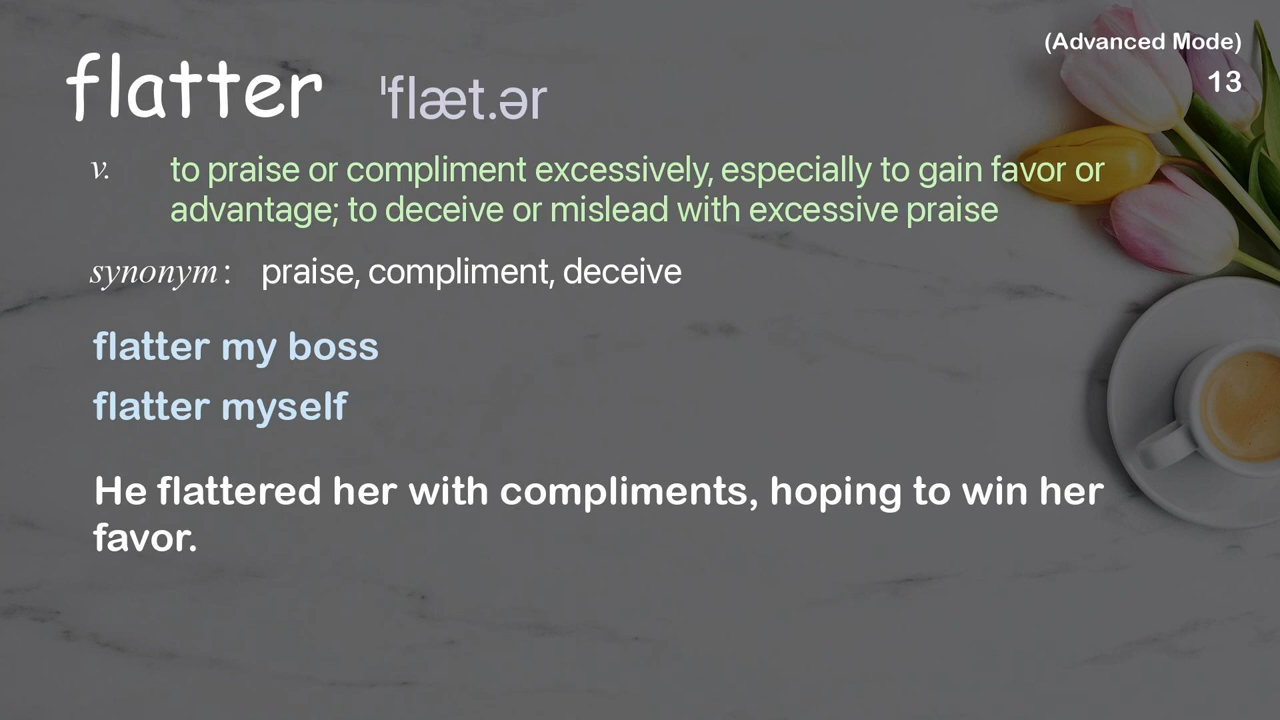 (Advanced Mode)
13
flatter ˈflæt.ər
v. to praise or compliment excessively, especially to gain favor or
advantage; to deceive or mislead with excessive praise
synonym: praise, compliment, deceive
flatter my boss
flatter myself
He flattered her with compliments, hoping to win her
favor.